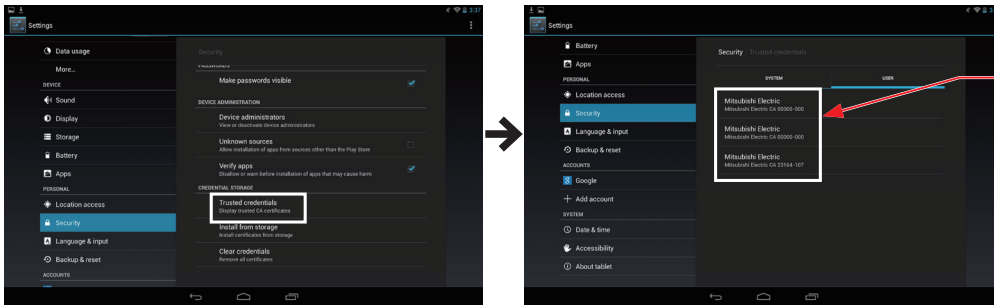 3:37
Settings
Data usage
More...
DEVICE
Sound
Display
Storage
Battery
Apps
PERSONAL
Location access
Security
Language & input
Backup & reset
ACCOUNTS
Security
PASSWORDS
Make passwords visible
DEVICE ADMINISTRATION
Device administrators
View or deactivate device administrators
Unknown sources
Allow installation of apps from sources other than the Play Store
Verify apps
Disallow or warn before installation of apps that may cause harm
CREDENTIAL STORAGE
Trusted credentials
Display trusted CA certificates
Install from storage
Install certificates from storage
Clear credentials
Remove all certificates
Settings
Battery
Apps
PERSONAL
Location access
Security
Language & input
Backup & reset
ACCOUNTS
Google
Add account
SYSTEM
Date & time
Accessibility
About tablet
Security Trusted credentials
SYSTEM USER
Mitsubishi Electric
Mitsubishi Electric CA 00000-000
Mitsubishi Electric
Mitsubishi Electric CA 00000-000
Mitsubishi Electric
Mitsubishi Electric CA 23164-107